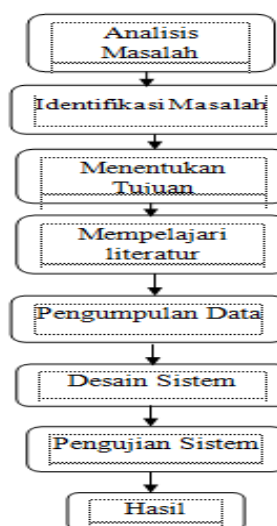 Analisis
Masalah
Identifikasi Masalah
Menentukan
Tujuan
Mempelajari
literatur
Pengumpulan Data
Desain Sistem
Pengujian Sistem
Hasil